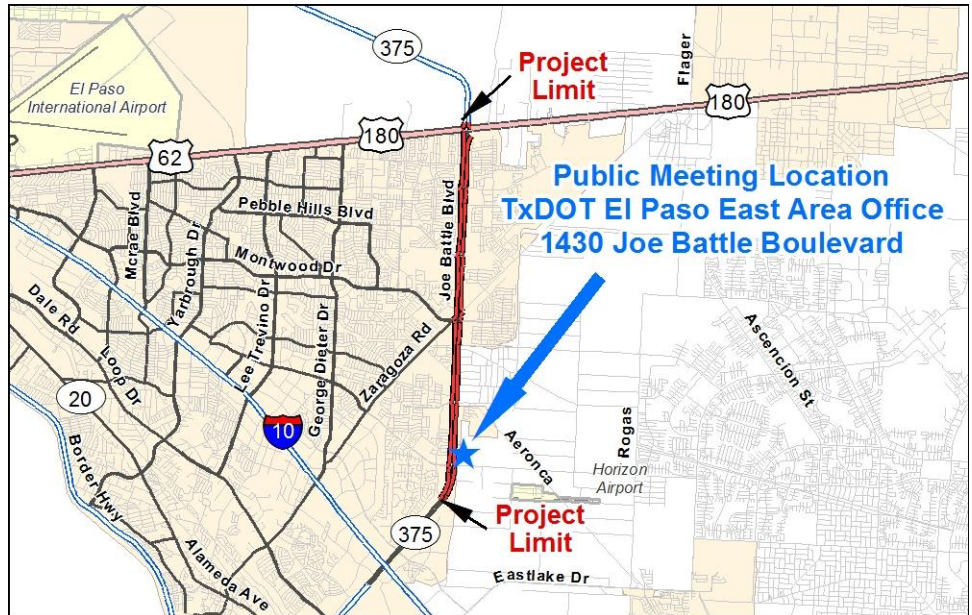 375
Project
Limit
Flager
El Paso
International Airport
180
62
180
Public Meeting Location
TxDOT El Paso East Area Office
1430 Joe Battle Boulevard
Mcrae Blvd
Yarbrough Dr
Pebble Hills Blvd
Montwood Dr
Joe Battle Blvd
Dale Rd
Loop Dr
Lee Trevino Dr
George Dieter Dr
Zaragoza Rd
Ascencion St
20
10
Border Hwy
Aeronca
Rogas
Horizon
Airport
Project
Limit
375
Alameda Ave
Eastlake Dr